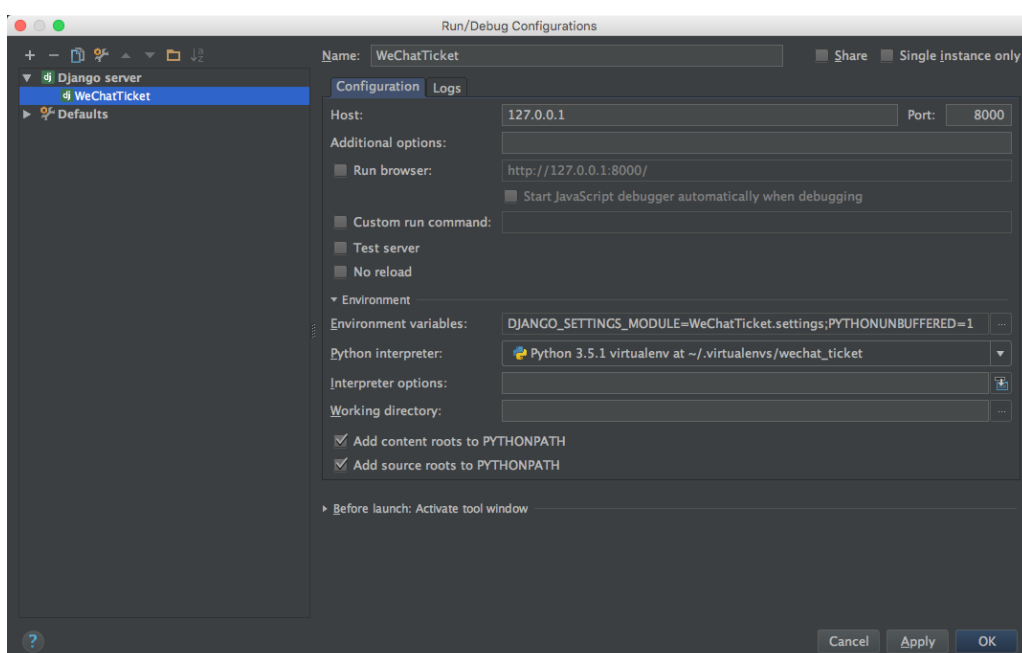 Run/Debug Configurations
Name: WeChatTicket Share Single instance only
Django server
WeChatTicket
Defaults
Configuration Logs
Host: 127.0.0.1 Port: 8000
Additional options:
Run browser: http://127.0.0.1:8000/
Start JavaScript debugger automatically when debugging
Custom run command:
Test server
No reload
Environment
Environment variables: DJANGO_SETTINGS_MODULE=WeChatTicket.settings;PYTHONUNBUFFERED=1 ...
Python interpreter: Python 3.5.1 virtualenv at ~/.virtualenvs/wechat_ticket
Interpreter options:
Working directory: ...
Add content roots to PYTHONPATH
Add source roots to PYTHONPATH
Before launch: Activate tool window
? Cancel Apply OK